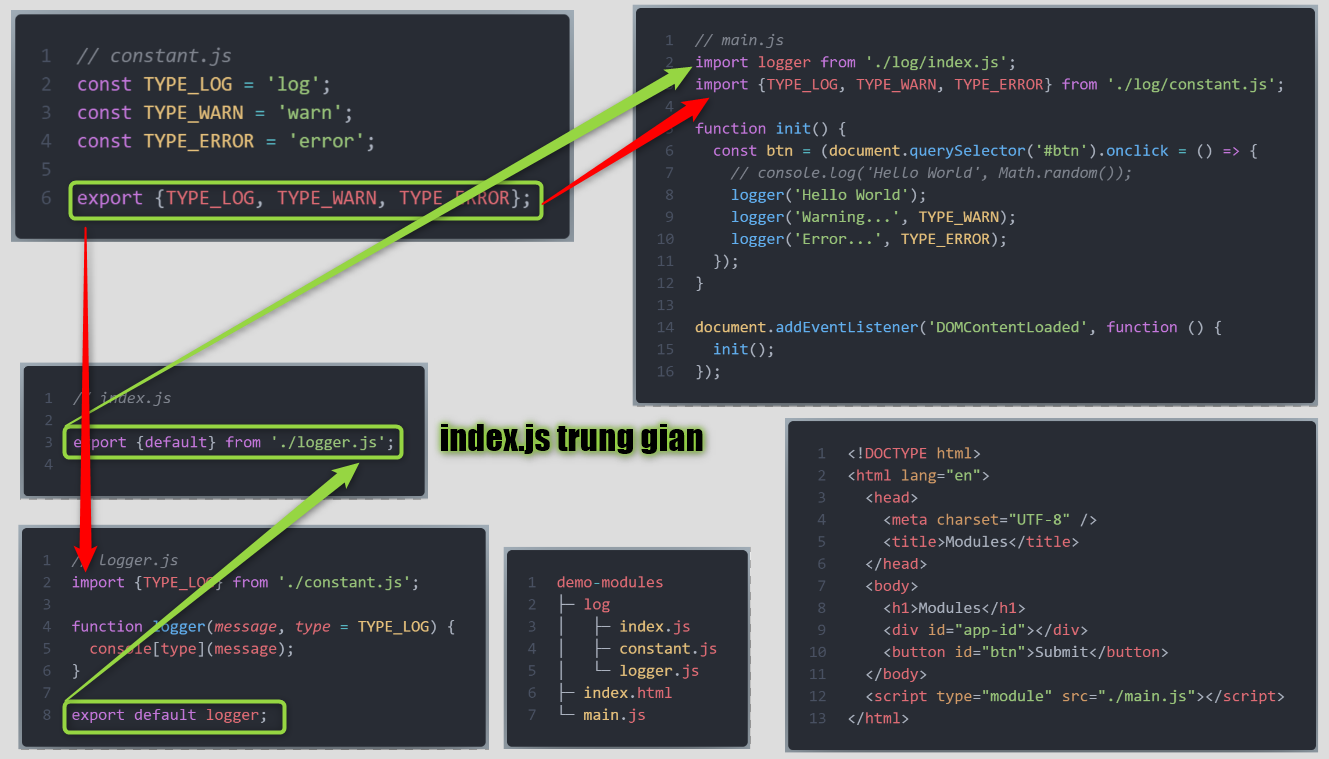 1 // constant.js
2 const TYPE_LOG = 'log';
3 const TYPE_WARN = 'warn';
4 const TYPE_ERROR = 'error';
5
6 export {TYPE_LOG, TYPE_WARN, TYPE_ERROR};
1 // main.js
2 import logger from './log/index.js';
import {TYPE_LOG, TYPE_WARN, TYPE_ERROR} from './log/constant.js';
4
function init() {
6 const btn = (document.querySelector('#btn').onclick = () => {
7 // console.log('Hello World', Math.random());
8 logger('Hello World');
9 logger('Warning...', TYPE_WARN);
10 logger('Error...', TYPE_ERROR);
11 });
12 }
13
14 document.addEventListener('DOMContentLoaded', function () {
15 init();
16 });
1 // index.js
2
3 export {default} from './logger.js';
4
index.js trung gian
1 // Logger.js
2 import {TYPE_LOG} from './constant.js';
3
4 function logger(message, type = TYPE_LOG) {
5 console[type](message);
6 }
7
8 export default logger;
1 demo-modules
2 ├─ log
3 │ ├─ index.js
4 │ ├─ constant.js
5 │ └─ logger.js
6 ├─ index.html
7 └─ main.js
1 <!DOCTYPE html>
2 <html lang="en">
3 <head>
4 <meta charset="UTF-8" />
5 <title>Modules</title>
6 </head>
7 <body>
8 <h1>Modules</h1>
9 <div id="app-id"></div>
10 <button id="btn">Submit</button>
11 </body>
12 <script type="module" src="./main.js"></script>
13 </html>